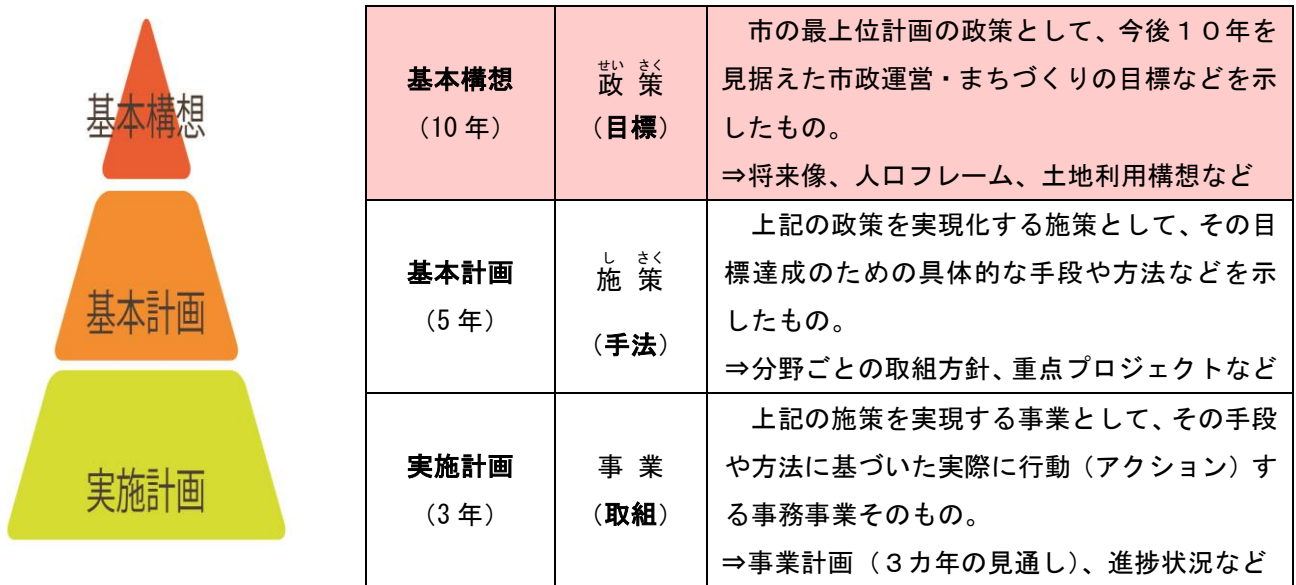 基本構想
基本計画
実施計画
基本構想
（10 年）
せい さく
政 策
（目標）
市の最上位計画の政策として、今後１０年を
見据えた市政運営・まちづくりの目標などを示
したもの。
⇒将来像、人口フレーム、土地利用構想など
基本計画
（5 年）
し さく
施 策
（手法）
上記の政策を実現化する施策として、その目
標達成のための具体的な手段や方法などを示
したもの。
⇒分野ごとの取組方針、重点プロジェクトなど
実施計画
（3 年）
事 業
（取組）
上記の施策を実現する事業として、その手段
や方法に基づいた実際に行動（アクション）す
る事務事業そのもの。
⇒事業計画（３カ年の見通し）、進捗状況など